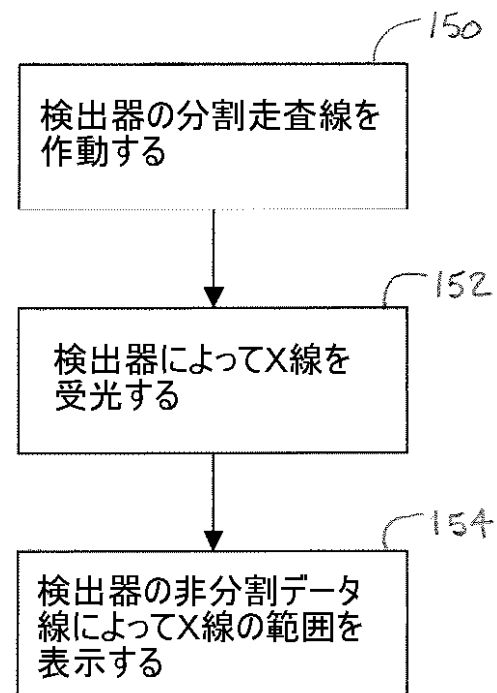 150
検出器の分割走査線を
作動する
152
検出器によってX線を
受光する
154
検出器の非分割データ
線によってX線の範囲を
表示する